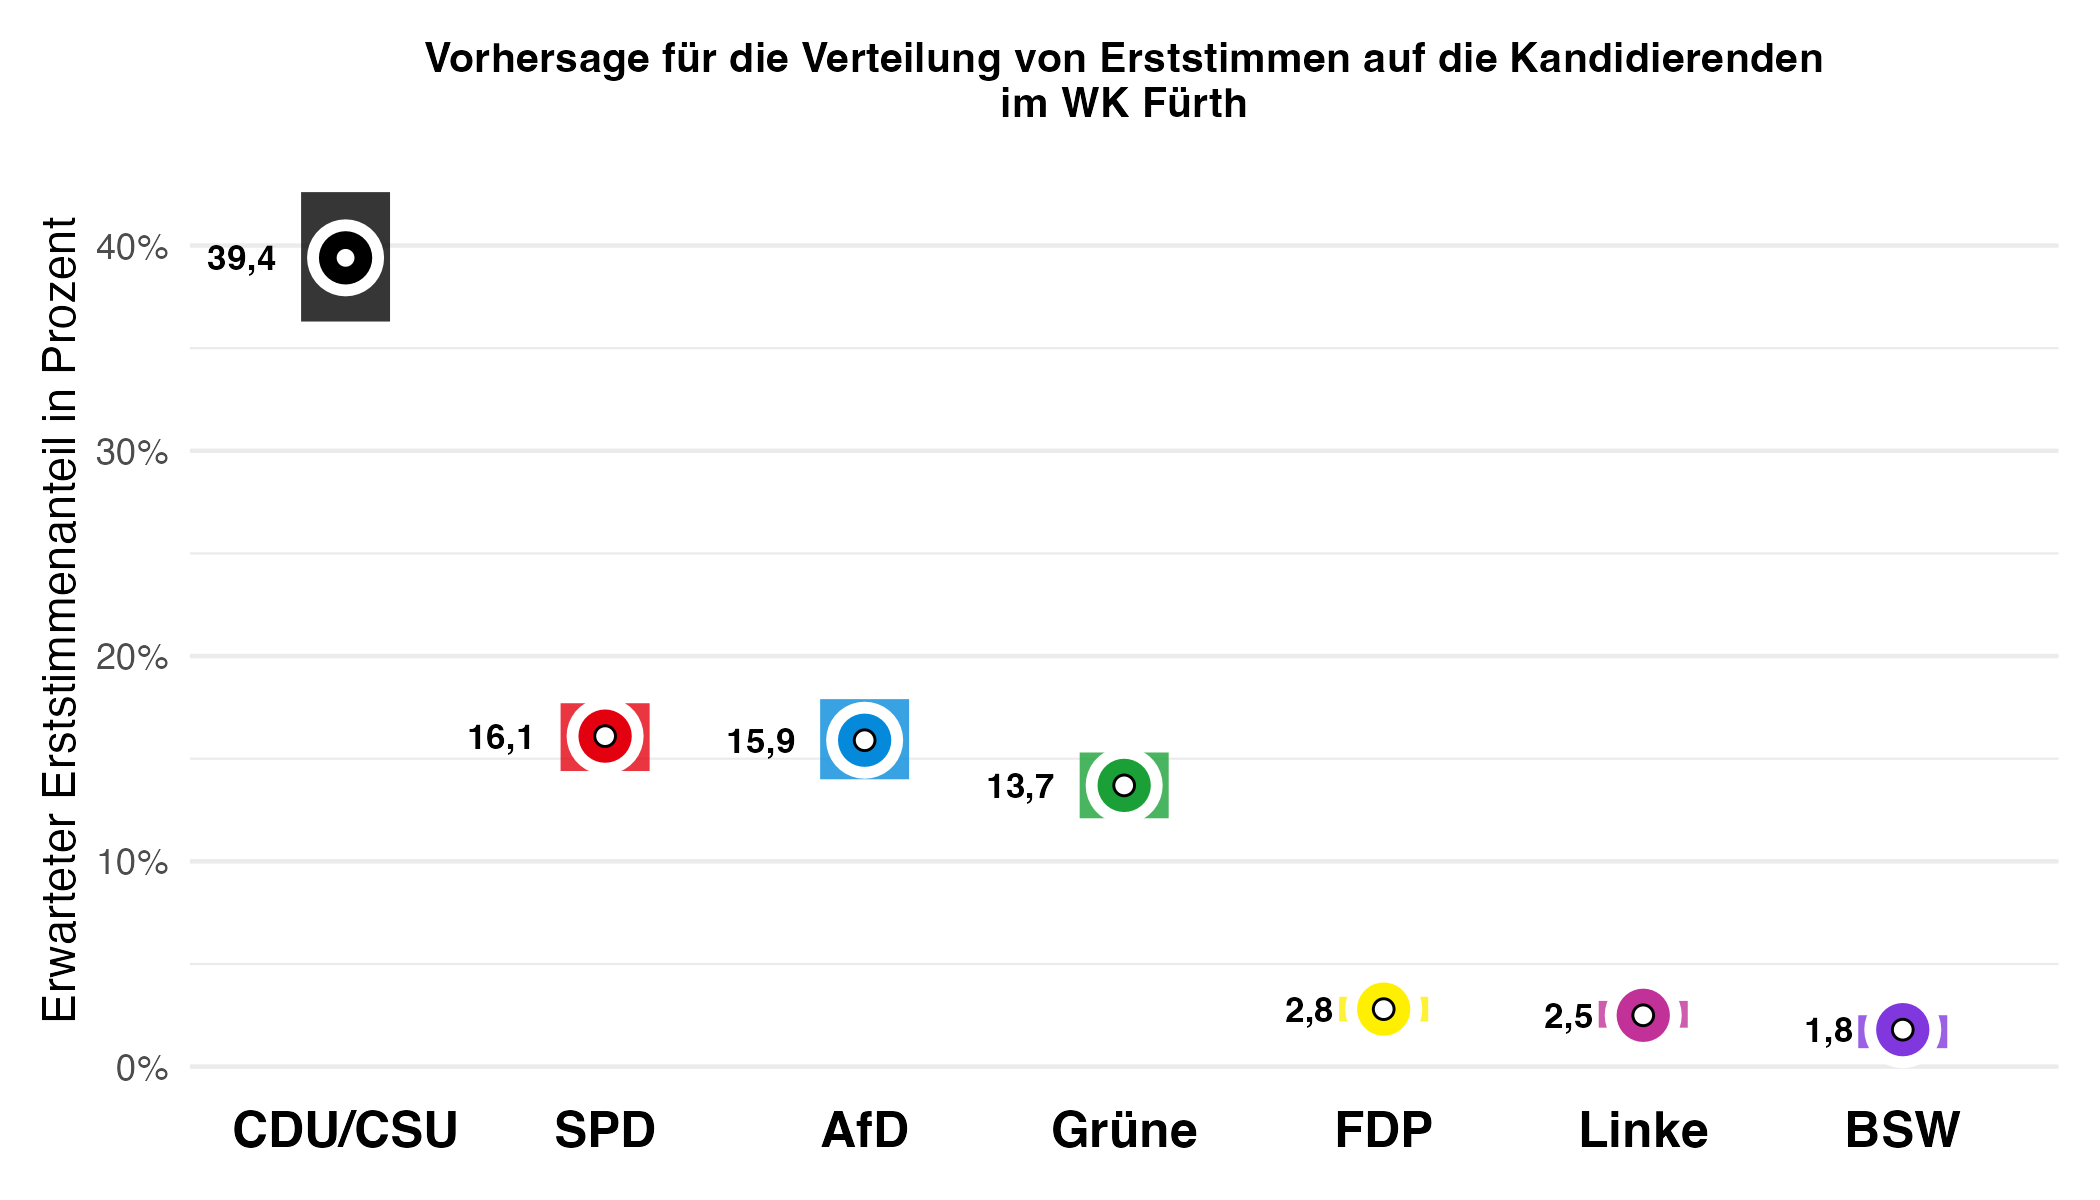 Vorhersage für die Verteilung von Erststimmen auf die Kandidierenden
im WK Fürth
Erwarteter Erststimmenanteil in Prozent
40%
30%
20%
10%
0%
39,4
16,1
15,9
13,7
2,8
2,5
1,8
CDU/CSU
SPD
AfD
Grüne
FDP
Linke
BSW